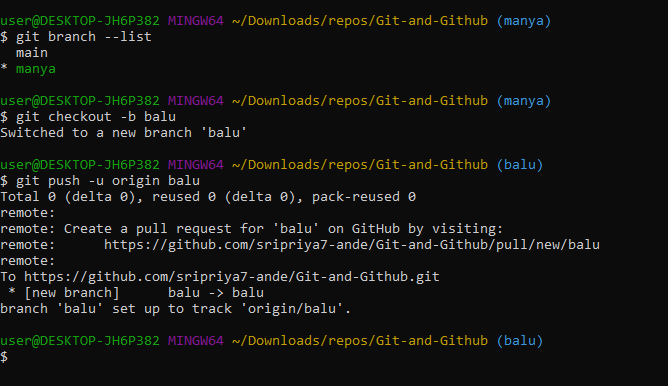 user@DESKTOP-JH6P382 MINGW64 ~/Downloads/repos/Git-and-Github (manya)
$ git branch --list
  main
* manya

user@DESKTOP-JH6P382 MINGW64 ~/Downloads/repos/Git-and-Github (manya)
$ git checkout -b balu
Switched to a new branch 'balu'

user@DESKTOP-JH6P382 MINGW64 ~/Downloads/repos/Git-and-Github (balu)
$ git push -u origin balu
Total 0 (delta 0), reused 0 (delta 0), pack-reused 0
remote:
remote: Create a pull request for 'balu' on GitHub by visiting:
remote:      https://github.com/sripriya7-ande/Git-and-Github/pull/new/balu
remote:
To https://github.com/sripriya7-ande/Git-and-Github.git
 * [new branch]      balu -> balu
branch 'balu' set up to track 'origin/balu'.

user@DESKTOP-JH6P382 MINGW64 ~/Downloads/repos/Git-and-Github (balu)
$